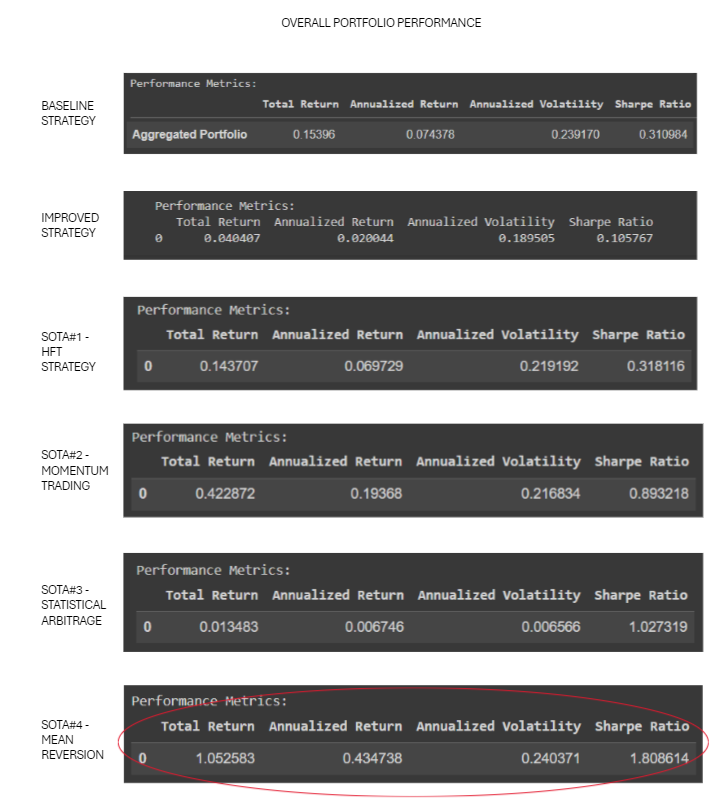 OVERALL PORTFOLIO PERFORMANCE
BASELINE
STRATEGY
Performance Metrics:
Total Return Annualized Return Annualized Volatility Sharpe Ratio
Aggregated Portfolio 0.15396 0.074378 0.239170 0.310984
IMPROVED
STRATEGY
Performance Metrics:
Total Return Annualized Return Annualized Volatility Sharpe Ratio
0 0.040407 0.020044 0.189505 0.105767
SOTA#1 -
HFT
STRATEGY
Performance Metrics:
Total Return Annualized Return Annualized Volatility Sharpe Ratio
0 0.143707 0.069729 0.219192 0.318116
SOTA#2 -
MOMENTUM
TRADING
Performance Metrics:
Total Return Annualized Return Annualized Volatility Sharpe Ratio
0 0.422872 0.19368 0.216834 0.893218
SOTA#3 -
STATISTICAL
ARBITRAGE
Performance Metrics:
Total Return Annualized Return Annualized Volatility Sharpe Ratio
0 0.013483 0.006746 0.006566 1.027319
SOTA#4 -
MEAN
REVERSION
Performance Metrics:
Total Return Annualized Return Annualized Volatility Sharpe Ratio
0 1.052583 0.434738 0.240371 1.808614